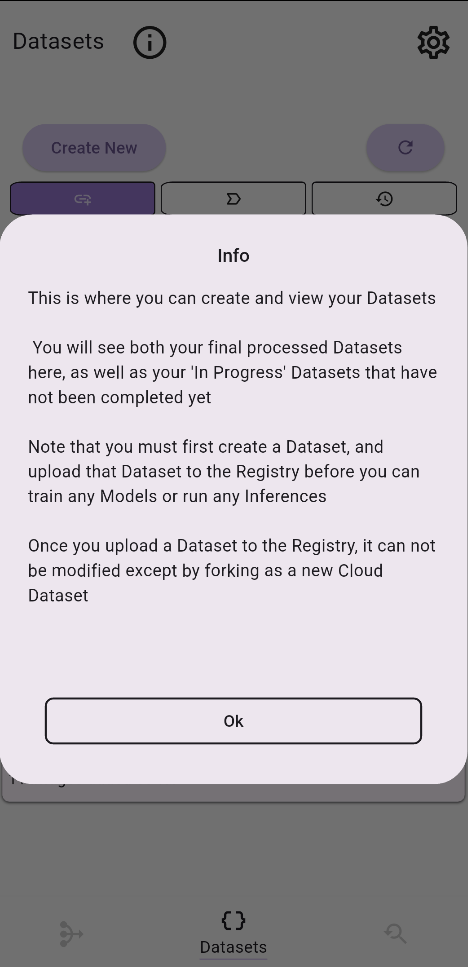 Datasets
Create New
Info
This is where you can create and view your Datasets
You will see both your final processed Datasets
here, as well as your 'In Progress' Datasets that have
not been completed yet
Note that you must first create a Dataset, and
upload that Dataset to the Registry before you can
train any Models or run any Inferences
Once you upload a Dataset to the Registry, it can not
be modified except by forking as a new Cloud
Dataset
Ok
Datasets